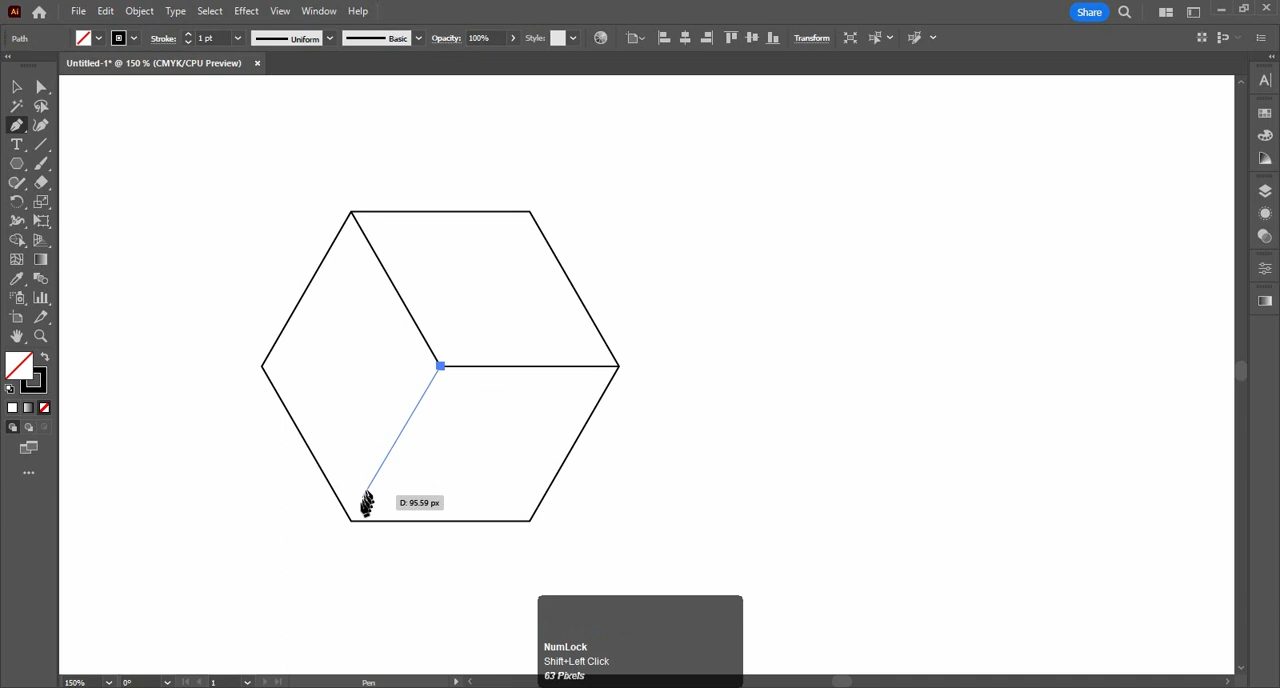 Ai File Edit Object Type Select Effect View Window Help Share
Path Stroke: 1 pt Uniform Basic Opacity: 100% Style: Transform
Untitled-1* @ 150 % (CMYK/CPU Preview) ×
D: 95.59 px
NumLock
Shift+Left Click
63 Pixels
150% 0° 1 Pen